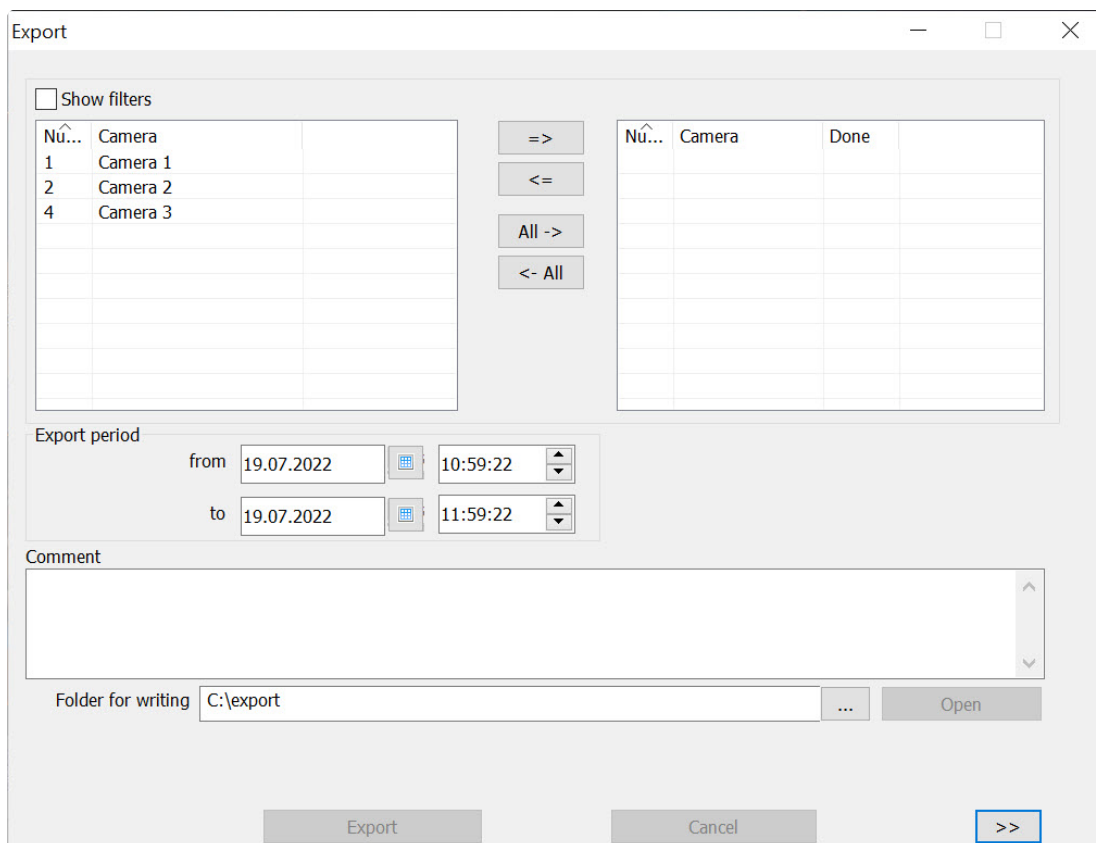 Export
Show filters
Nu... Camera
1 Camera 1
2 Camera 2
4 Camera 3
=>
<=
All ->
<- All
Nu... Camera Done
Export period
from 19.07.2022 10:59:22
to 19.07.2022 11:59:22
Comment
Folder for writing C:\export ... Open
Export Cancel >>